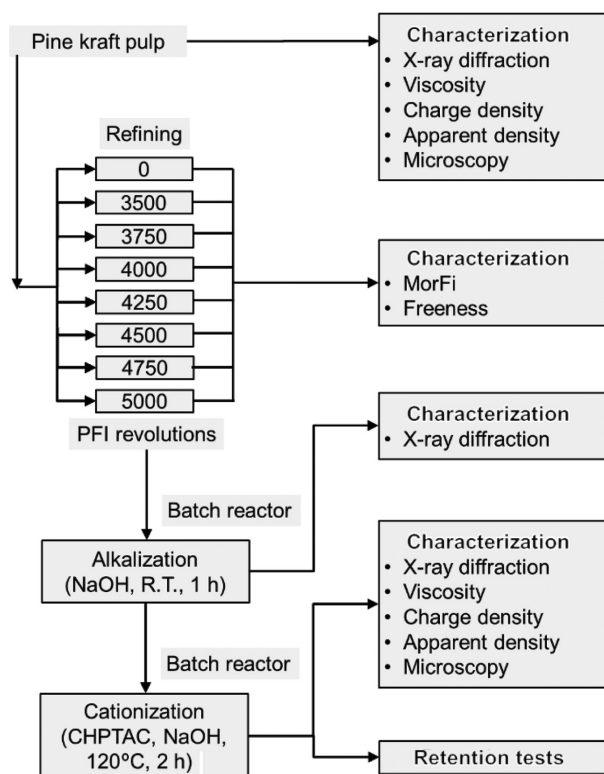 Pine kraft pulp
Characterization
• X-ray diffraction
• Viscosity
• Charge density
• Apparent density
• Microscopy
Refining
0
3500
3750
4000
4250
4500
4750
5000
PFI revolutions
Characterization
• MorFi
• Freeness
Characterization
• X-ray diffraction
Batch reactor
Alkalization
(NaOH, R.T., 1 h)
Characterization
• X-ray diffraction
• Viscosity
• Charge density
• Apparent density
• Microscopy
Batch reactor
Cationization
(CHPTAC, NaOH,
120ºC, 2 h)
Retention tests